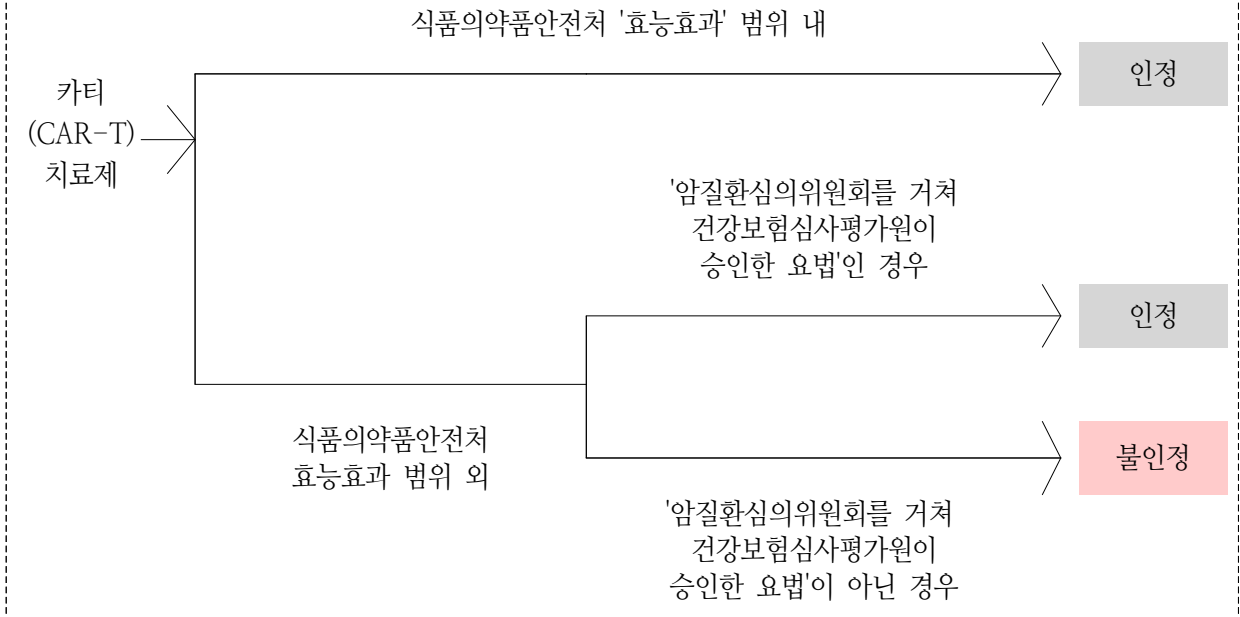 식품의약품안전처 '효능효과' 범위 내
인정
카티
(CAR-T)
치료제
'암질환심의위원회를 거쳐
건강보험심사평가원이
승인한 요법'인 경우
인정
식품의약품안전처
효능효과 범위 외
불인정
'암질환심의위원회를 거쳐
건강보험심사평가원이
승인한 요법'이 아닌 경우